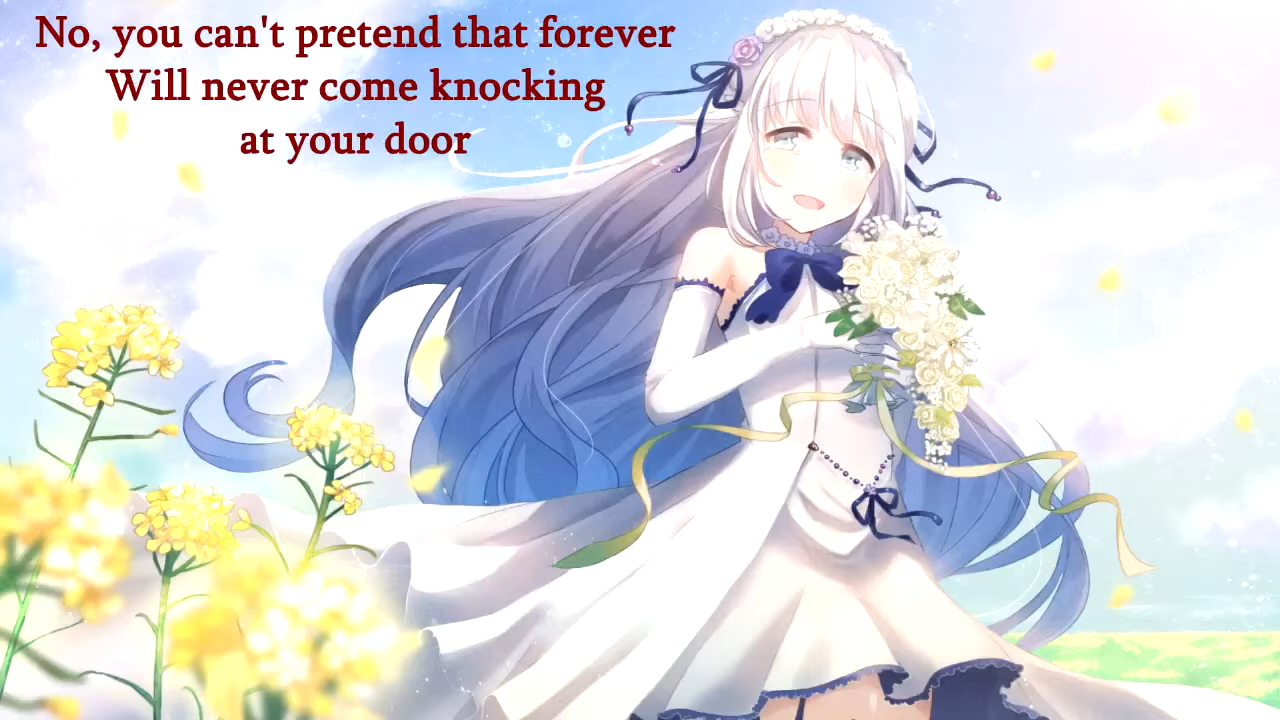 No, you can't pretend that forever
Will never come knocking
at your door